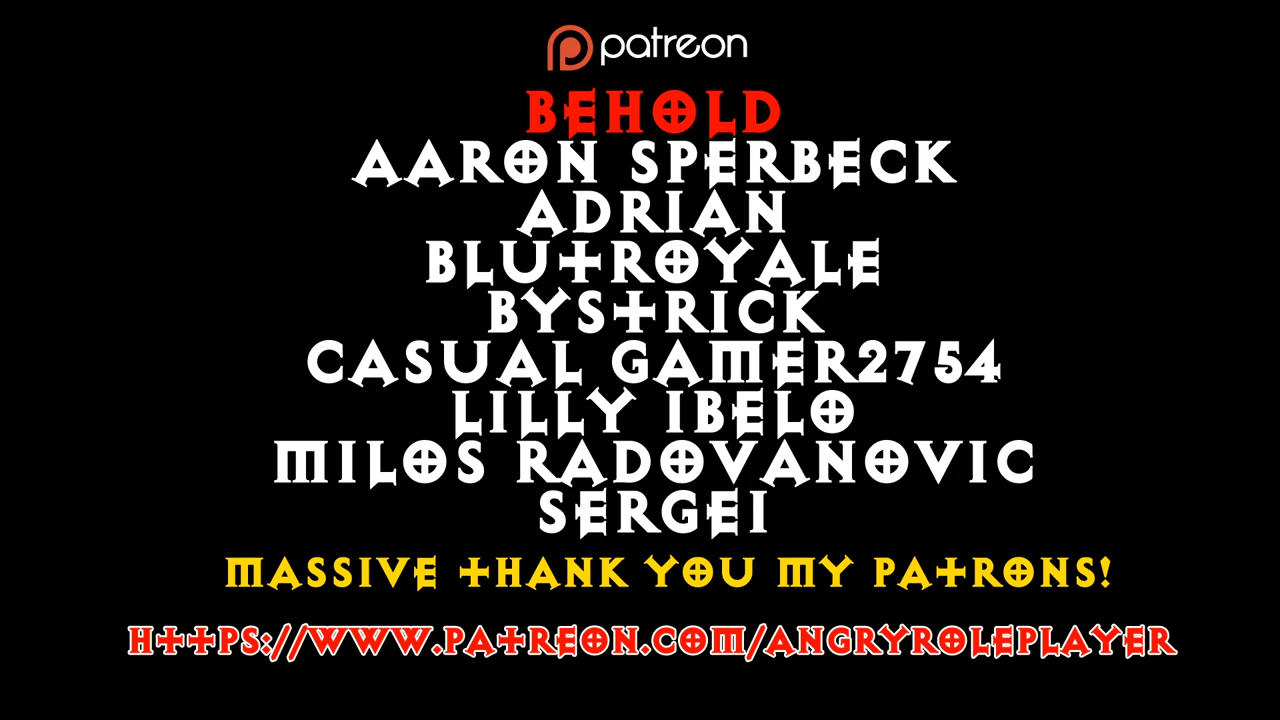 patreon
BEHOLD
AARON SPERBECK
ADRIAN
BLUTROYALE
BYSTRICK
CASUAL GAMER2754
LILLY IBELO
MILOS RADOVANOVIC
SERGEI
MASSIVE THANK YOU MY PATRONS!
HTTPS://WWW.PATREON.COM/ANGRYROLEPLAYER